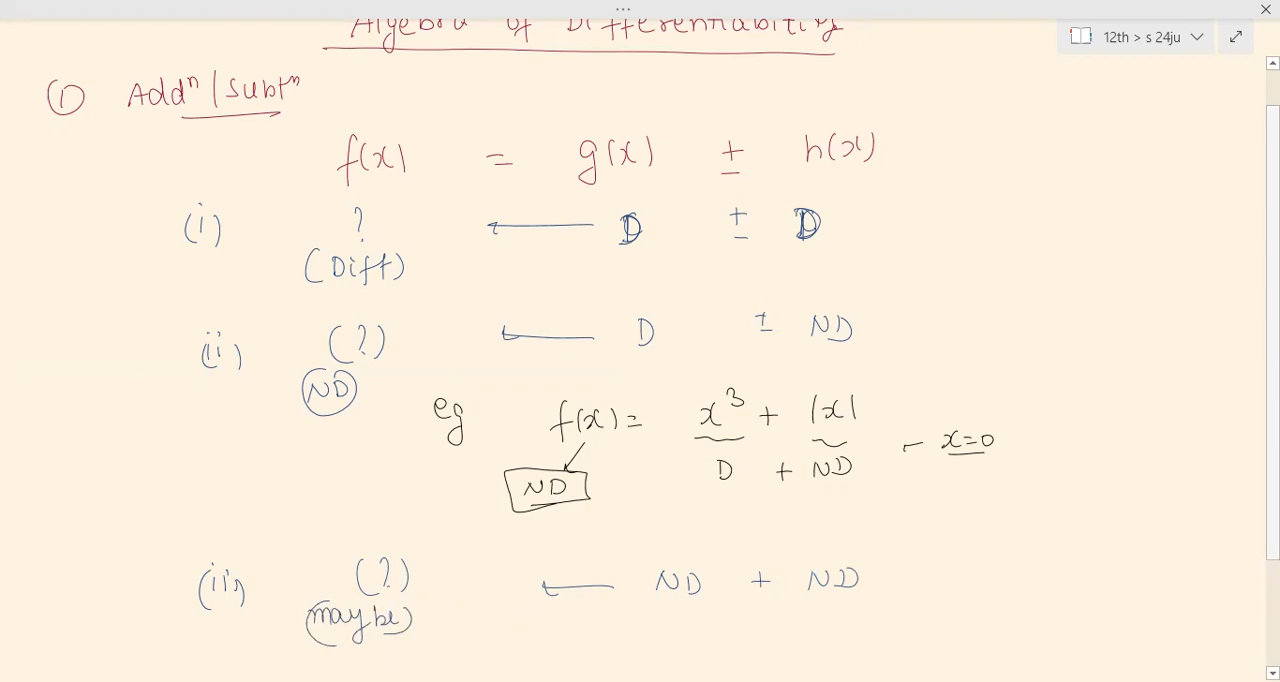 Algebra of Differentiability
12th > s 24ju
① Addⁿ | Subtⁿ
f(x) = g(x) ± h(x)
(i) ? ← D ± D
(Diff)
(ii) (?) ← D ± ND
ND
eg f(x) = x³ + |x| - x=0
ND D + ND
(iii) (?) ← ND + ND
(maybe)